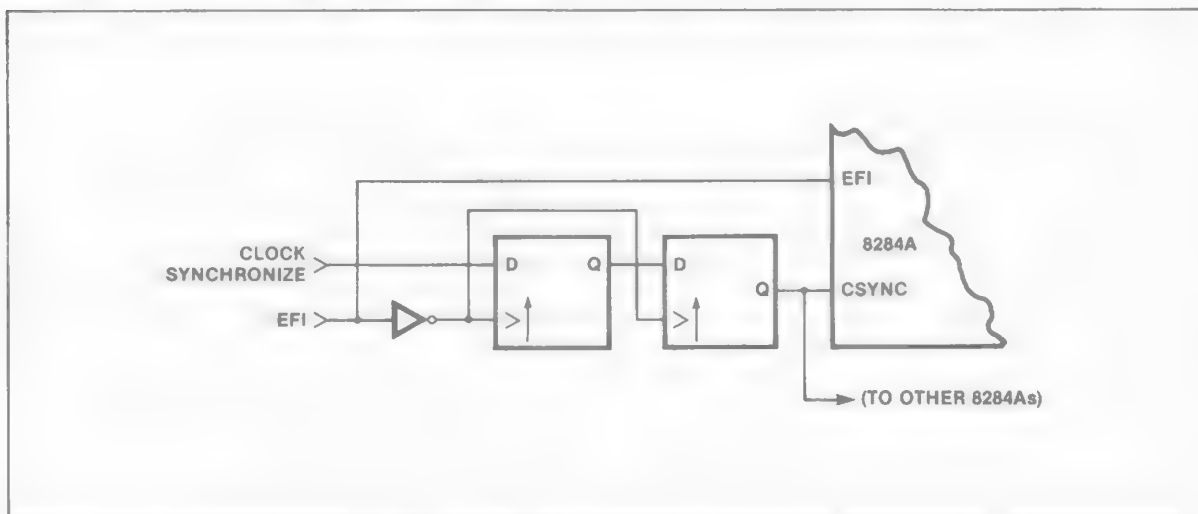 EFI
8284A
CLOCK
SYNCHRONIZE
D
Q
D
Q
CSYNC
EFI
(TO OTHER 8284As)